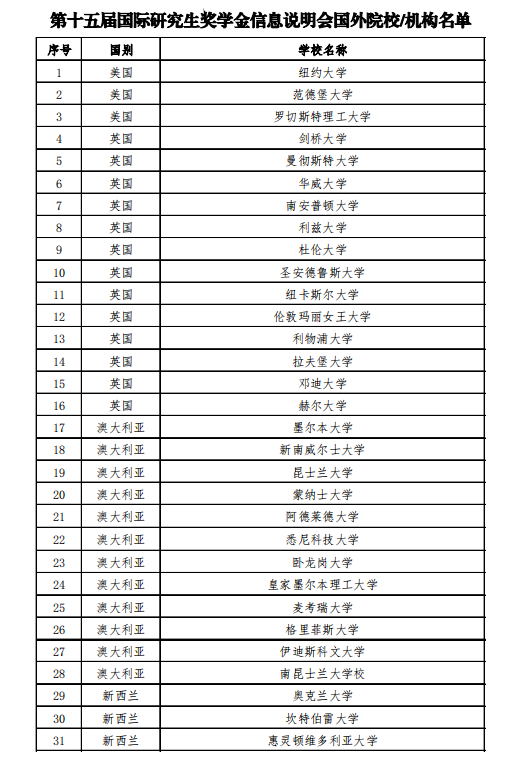 第十五届国际研究生奖学金信息说明会国外院校/机构名单
序号 国别 学校名称
1 美国 纽约大学
2 美国 范德堡大学
3 美国 罗切斯特理工大学
4 英国 剑桥大学
5 英国 曼彻斯特大学
6 英国 华威大学
7 英国 南安普顿大学
8 英国 利兹大学
9 英国 杜伦大学
10 英国 圣安德鲁斯大学
11 英国 纽卡斯尔大学
12 英国 伦敦玛丽女王大学
13 英国 利物浦大学
14 英国 拉夫堡大学
15 英国 邓迪大学
16 英国 赫尔大学
17 澳大利亚 墨尔本大学
18 澳大利亚 新南威尔士大学
19 澳大利亚 昆士兰大学
20 澳大利亚 蒙纳士大学
21 澳大利亚 阿德莱德大学
22 澳大利亚 悉尼科技大学
23 澳大利亚 卧龙岗大学
24 澳大利亚 皇家墨尔本理工大学
25 澳大利亚 麦考瑞大学
26 澳大利亚 格里菲斯大学
27 澳大利亚 伊迪斯科文大学
28 澳大利亚 南昆士兰大学校
29 新西兰 奥克兰大学
30 新西兰 坎特伯雷大学
31 新西兰 惠灵顿维多利亚大学